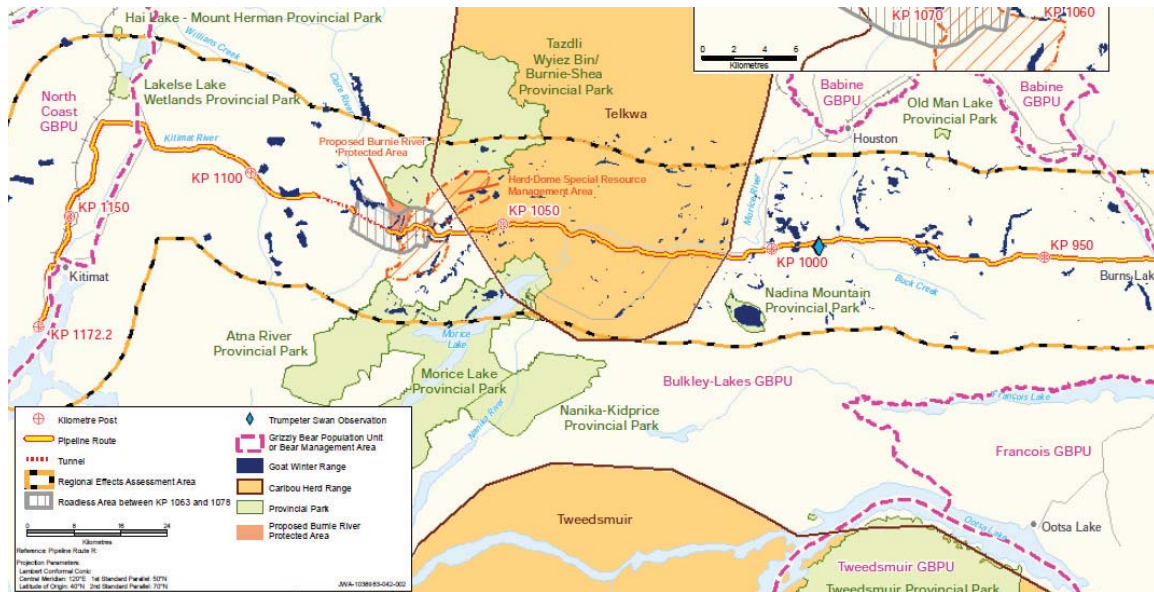 Hai Lake - Mount Herman Provincial Park
Williams Creek
Lakelse Lake
Wetlands Provincial Park
Clore River
Tazdli
Wyiez Bin/
Burnie-Shea
Provincial Park
KP 1070
KP 1060
0 2 4 6
Kilometres
North
Coast
GBPU
Kitimat River
Telkwa
Babine
GBPU
Old Man Lake
Provincial Park
Babine
GBPU
Houston
Proposed Burnie River
Protected Area
Herd-Dome Special Resource
Management Area
Morice River
KP 1100
KP 1150
KP 1050
KP 1000
KP 950
Kitimat
Burns Lak
Buck Creek
KP 1172.2
Nadina Mountain
Provincial Park
Atna River
Provincial Park
Morice
Lake
Morice Lake
Provincial Park
Bulkley-Lakes GBPU
Nanika River
Nanika-Kidprice
Provincial Park
François Lake
Francois GBPU
Tweedsmuir
Ootsa Lake
Ootsa Lake
Tweedsmuir GBPU
Tweedsmuir Provincial Park
Kilometre Post
Pipeline Route
Tunnel
Regional Effects Assessment Area
Roadless Area between KP 1063 and 1078
0 8 16 24
Kilometres
Reference: Pipeline Route R:
Projection Parameters:
Lambert Conformal Conic
Central Meridian: 120°E 1st Standard Parallel: 50°N
Latitude of Origin: 40°N 2nd Standard Parallel: 70°N
Trumpeter Swan Observation
Grizzly Bear Population Unit
or Bear Management Area
Goat Winter Range
Caribou Herd Range
Provincial Park
Proposed Burnie River
Protected Area